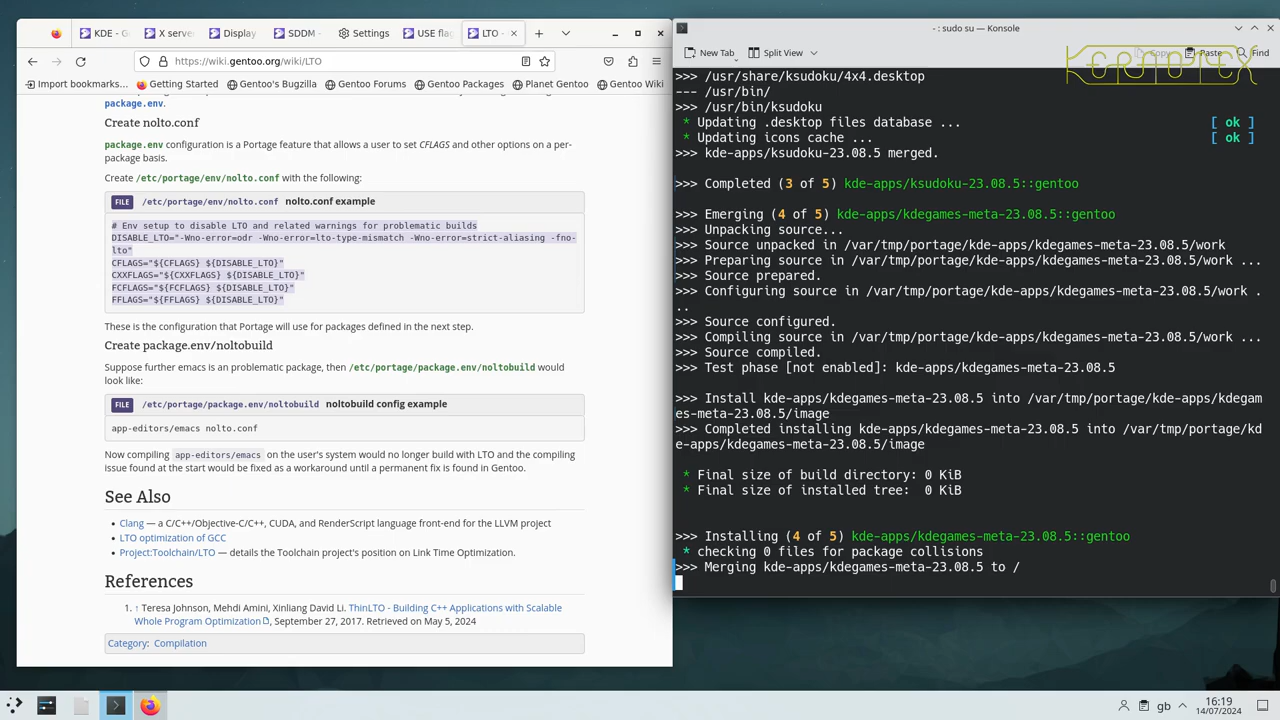 KDE - G
X serve
Display
SDDM -
Settings
USE flag
LTO -
https://wiki.gentoo.org/wiki/LTO
Import bookmarks...
Getting Started
Gentoo's Bugzilla
Gentoo Forums
Gentoo Packages
Planet Gentoo
Gentoo Wiki
package.env.
Create nolto.conf
package.env configuration is a Portage feature that allows a user to set CFLAGS and other options on a per-
package basis.
Create /etc/portage/env/nolto.conf with the following:
FILE /etc/portage/env/nolto.conf nolto.conf example
# Env setup to disable LTO and related warnings for problematic builds
DISABLE_LTO="-Wno-error=odr -Wno-error=lto-type-mismatch -Wno-error=strict-aliasing -fno-
lto"
CFLAGS="${CFLAGS} ${DISABLE_LTO}"
CXXFLAGS="${CXXFLAGS} ${DISABLE_LTO}"
FCFLAGS="${FCFLAGS} ${DISABLE_LTO}"
FFLAGS="${FFLAGS} ${DISABLE_LTO}"
These is the configuration that Portage will use for packages defined in the next step.
Create package.env/noltobuild
Suppose further emacs is an problematic package, then /etc/portage/package.env/noltobuild would
look like:
FILE /etc/portage/package.env/noltobuild noltobuild config example
app-editors/emacs nolto.conf
Now compiling app-editors/emacs on the user's system would no longer build with LTO and the compiling
issue found at the start would be fixed as a workaround until a permanent fix is found in Gentoo.
See Also
• Clang — a C/C++/Objective-C/C++, CUDA, and RenderScript language front-end for the LLVM project
• LTO optimization of GCC
• Project:Toolchain/LTO — details the Toolchain project's position on Link Time Optimization.
References
1. ↑ Teresa Johnson, Mehdi Amini, Xinliang David Li. ThinLTO - Building C++ Applications with Scalable
Whole Program Optimization, September 27, 2017. Retrieved on May 5, 2024
Category: Compilation
- : sudo su — Konsole
New Tab
Split View
Copy
Paste
Find
>>> /usr/share/ksudoku/4x4.desktop
--- /usr/bin/
>>> /usr/bin/ksudoku
* Updating .desktop files database ... [ ok ]
* Updating icons cache ... [ ok ]
>>> kde-apps/ksudoku-23.08.5 merged.
>>> Completed (3 of 5) kde-apps/ksudoku-23.08.5::gentoo
>>> Emerging (4 of 5) kde-apps/kdegames-meta-23.08.5::gentoo
>>> Unpacking source...
>>> Source unpacked in /var/tmp/portage/kde-apps/kdegames-meta-23.08.5/work
>>> Preparing source in /var/tmp/portage/kde-apps/kdegames-meta-23.08.5/work ...
>>> Source prepared.
>>> Configuring source in /var/tmp/portage/kde-apps/kdegames-meta-23.08.5/work .
..
>>> Source configured.
>>> Compiling source in /var/tmp/portage/kde-apps/kdegames-meta-23.08.5/work ...
>>> Source compiled.
>>> Test phase [not enabled]: kde-apps/kdegames-meta-23.08.5
>>> Install kde-apps/kdegames-meta-23.08.5 into /var/tmp/portage/kde-apps/kdegam
es-meta-23.08.5/image
>>> Completed installing kde-apps/kdegames-meta-23.08.5 into /var/tmp/portage/kd
e-apps/kdegames-meta-23.08.5/image
* Final size of build directory: 0 KiB
* Final size of installed tree: 0 KiB
>>> Installing (4 of 5) kde-apps/kdegames-meta-23.08.5::gentoo
* checking 0 files for package collisions
>>> Merging kde-apps/kdegames-meta-23.08.5 to /
gb
16:19
14/07/2024